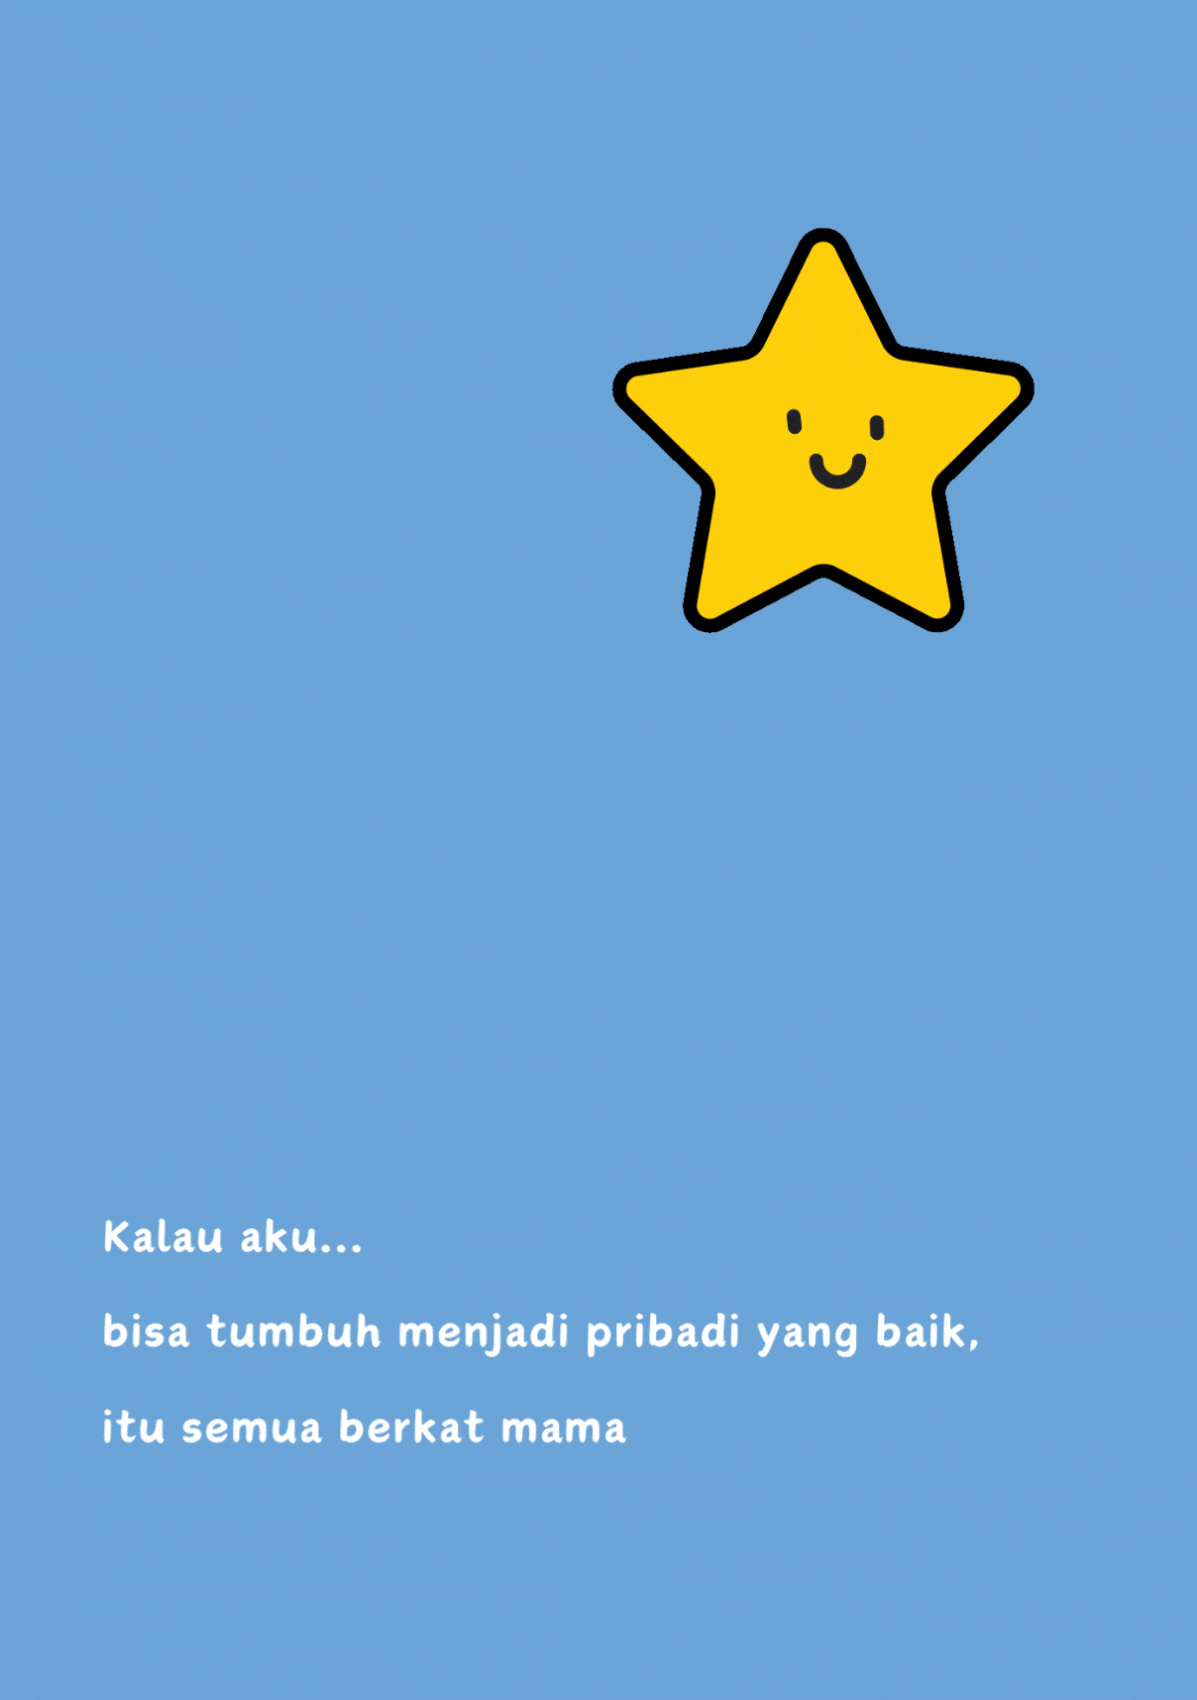 Kalau aku...
bisa tumbuh menjadi pribadi yang baik,
itu semua berkat mama